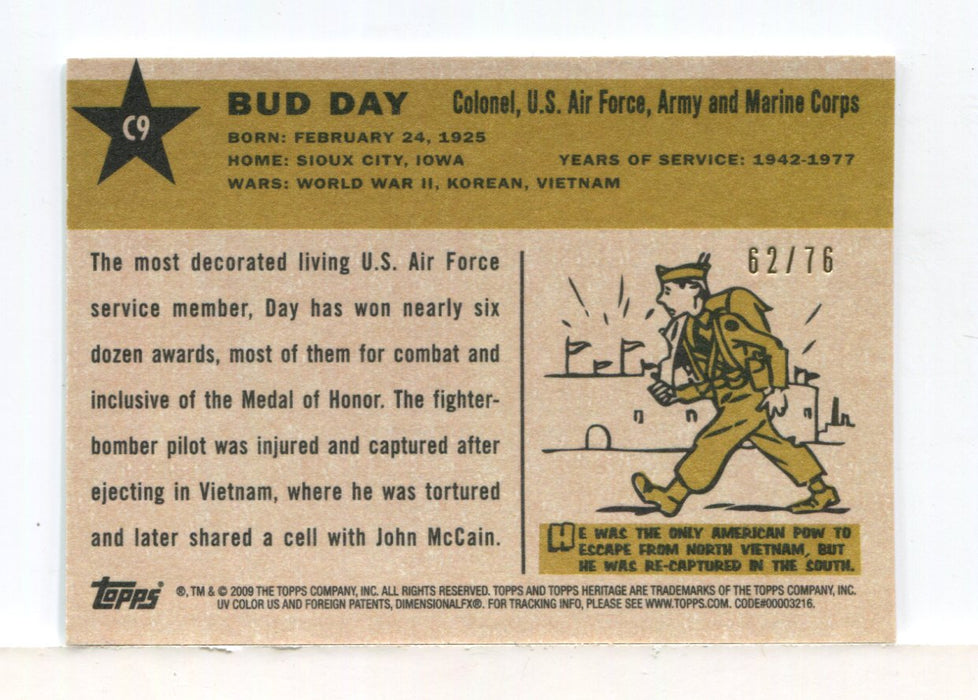 C9
BUD DAY Colonel, U.S. Air Force, Army and Marine Corps
BORN: FEBRUARY 24, 1925
HOME: SIOUX CITY, IOWA YEARS OF SERVICE: 1942-1977
WARS: WORLD WAR II, KOREAN, VIETNAM
The most decorated living U.S. Air Force
service member, Day has won nearly six
dozen awards, most of them for combat and
inclusive of the Medal of Honor. The fighter-
bomber pilot was injured and captured after
ejecting in Vietnam, where he was tortured
and later shared a cell with John McCain.
62/76
HE WAS THE ONLY AMERICAN POW TO
ESCAPE FROM NORTH VIETNAM, BUT
HE WAS RE-CAPTURED IN THE SOUTH.
TOPPS
®, TM & © 2009 THE TOPPS COMPANY, INC. ALL RIGHTS RESERVED. TOPPS AND TOPPS HERITAGE ARE TRADEMARKS OF THE TOPPS COMPANY, INC.
UV COLOR US AND FOREIGN PATENTS, DIMENSIONALFX®. FOR TRACKING INFO, PLEASE SEE WWW.TOPPS.COM. CODE#00003216.